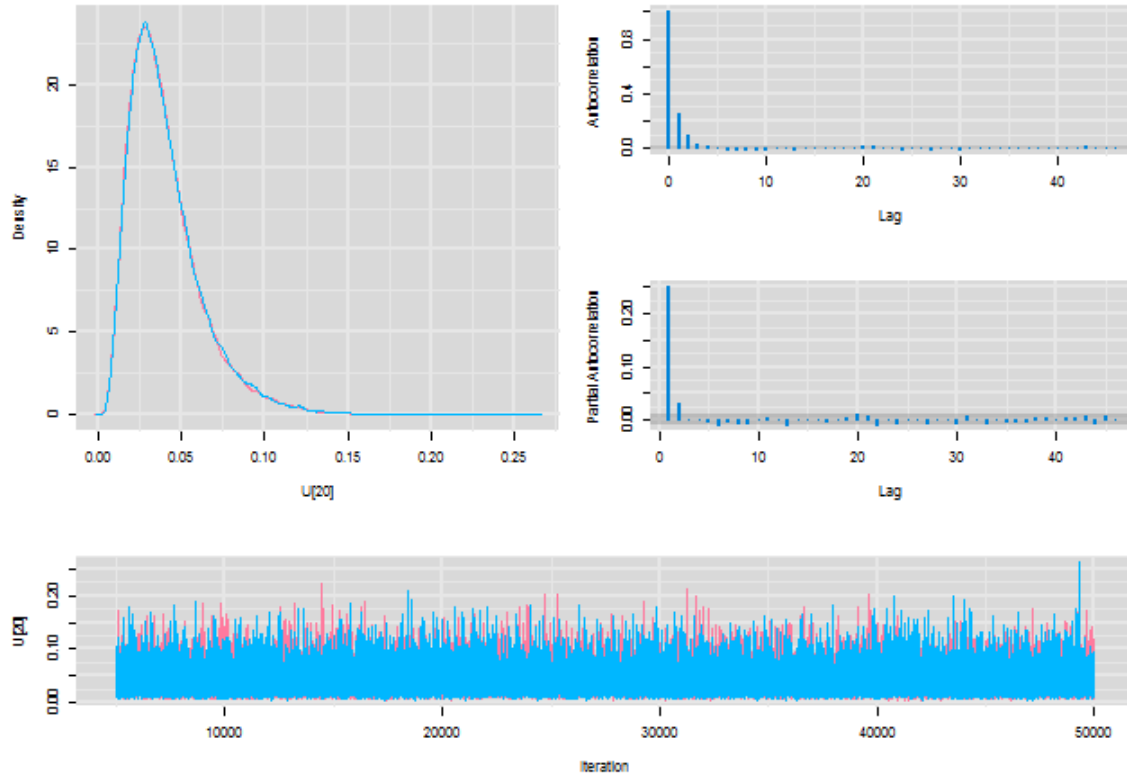 Density
20
15
10
5
0
0.00 0.05 0.10 0.15 0.20 0.25
U[20]
Autocorrelation
0.8
0.4
0.0
0 10 20 30 40
Lag
Partial Autocorrelation
0.20
0.10
0.00
0 10 20 30 40
Lag
U[20]
0.20
0.10
0.00
10000 20000 30000 40000 50000
Iteration